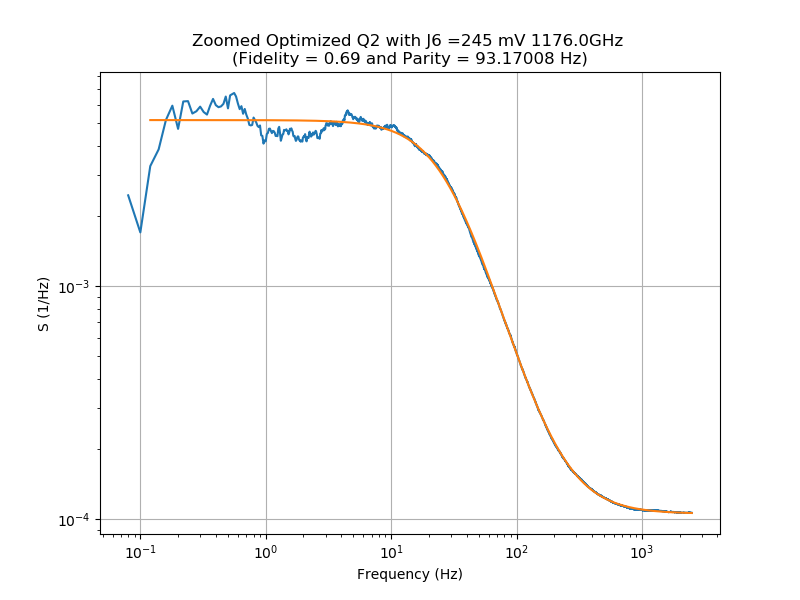 Zoomed Optimized Q2 with J6 =245 mV 1176.0GHz
(Fidelity = 0.69 and Parity = 93.17008 Hz)
S (1/Hz)
10⁻³
10⁻⁴
10⁻¹ 10⁰ 10¹ 10² 10³
Frequency (Hz)